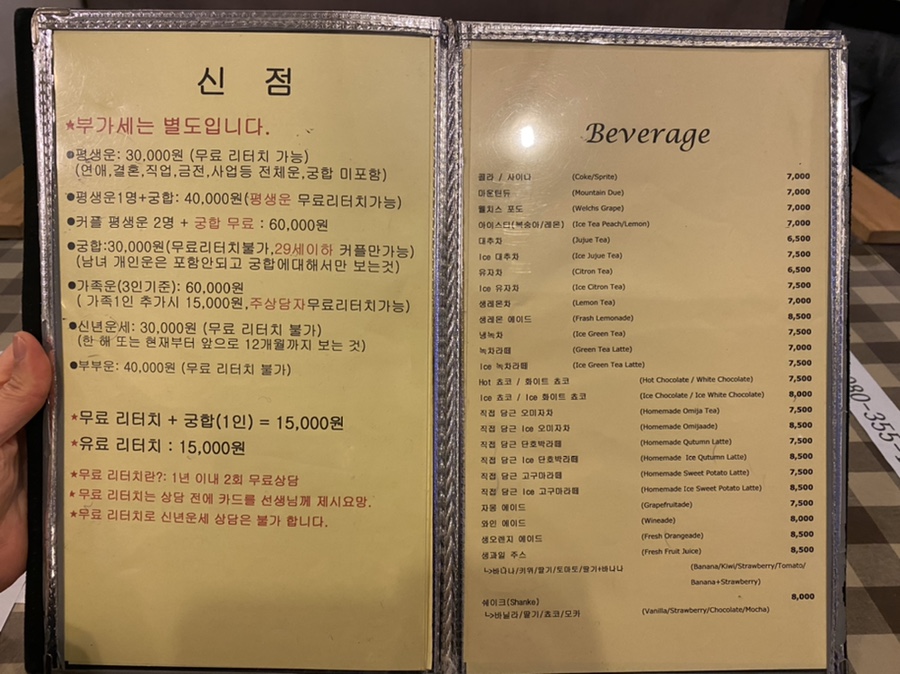 신 점
★부가세는 별도입니다.
●평생운: 30,000원 (무료 리터치 가능)
(연애,결혼,직업,금전,사업등 전체운,궁합 미포함)
●평생운1명+궁합: 40,000원(평생운 무료리터치가능)
●커플 평생운 2명 + 궁합 무료 : 60,000원
●궁합:30,000원(무료리터치불가,29세이하 커플만가능)
(남녀 개인운은 포함안되고 궁합에대해서만 보는것)
●가족운(3인기준): 60,000원
( 가족1인 추가시 15,000원,주상담자무료리터치가능)
●신년운세: 30,000원 (무료 리터치 불가)
(한 해 또는 현재부터 앞으로 12개월까지 보는 것)
●부부운: 40,000원 (무료 리터치 불가)
★무료 리터치 + 궁합(1인) = 15,000원
★유료 리터치 : 15,000원
★무료 리터치란?: 1년 이내 2회 무료상담
★무료 리터치는 상담 전에 카드를 선생님께 제시요망.
★무료 리터치로 신년운세 상담은 불가 합니다.
Beverage
콜라 / 사이다 (Coke/Sprite) 7,000
마운틴듀 (Mountain Due) 7,000
웰치스 포도 (Welchs Grape) 7,000
아이스티(복숭아/레몬) (Ice Tea Peach/Lemon) 7,000
대추차 (Jujue Tea) 6,500
Ice 대추차 (Ice Jujue Tea) 7,500
유자차 (Citron Tea) 6,500
Ice 유자차 (Ice Citron Tea) 7,500
생레몬차 (Lemon Tea) 7,000
생레몬 에이드 (Frash Lemonade) 8,500
냉녹차 (Ice Green Tea) 7,500
녹차라떼 (Green Tea Latte) 7,000
Ice 녹차라떼 (Ice Green Tea Latte) 7,500
Hot 쵸코 / 화이트 쵸코 (Hot Chocolate / White Chocolate) 7,500
Ice 쵸코 / Ice 화이트 쵸코 (Ice Chocolate / Ice White Chocolate) 8,000
직접 담근 오미자차 (Homemade Omija Tea) 7,500
직접 담근 Ice 오미자차 (Homemade Omijaade) 8,500
직접 담근 단호박라떼 (Homemade Qutumn Latte) 7,500
직접 담근 Ice 단호박라떼 (Homemade Ice Qutumn Latte) 8,500
직접 담근 고구마라떼 (Homemade Sweet Potato Latte) 7,500
직접 담근 Ice 고구마라떼 (Homemade Ice Sweet Potato Latte) 8,500
자몽 에이드 (Grapefruitade) 7,500
와인 에이드 (Wineade) 8,000
생오렌지 에이드 (Fresh Orangeade) 8,500
생과일 주스 (Fresh Fruit Juice) 8,500
↳바나나/키위/딸기/토마토/딸기+바나나 (Banana/Kiwi/Strawberry/Tomato/
Banana+Strawberry)
쉐이크(Shanke) 8,000
↳바닐라/딸기/쵸코/모카 (Vanilla/Strawberry/Chocolate/Mocha)